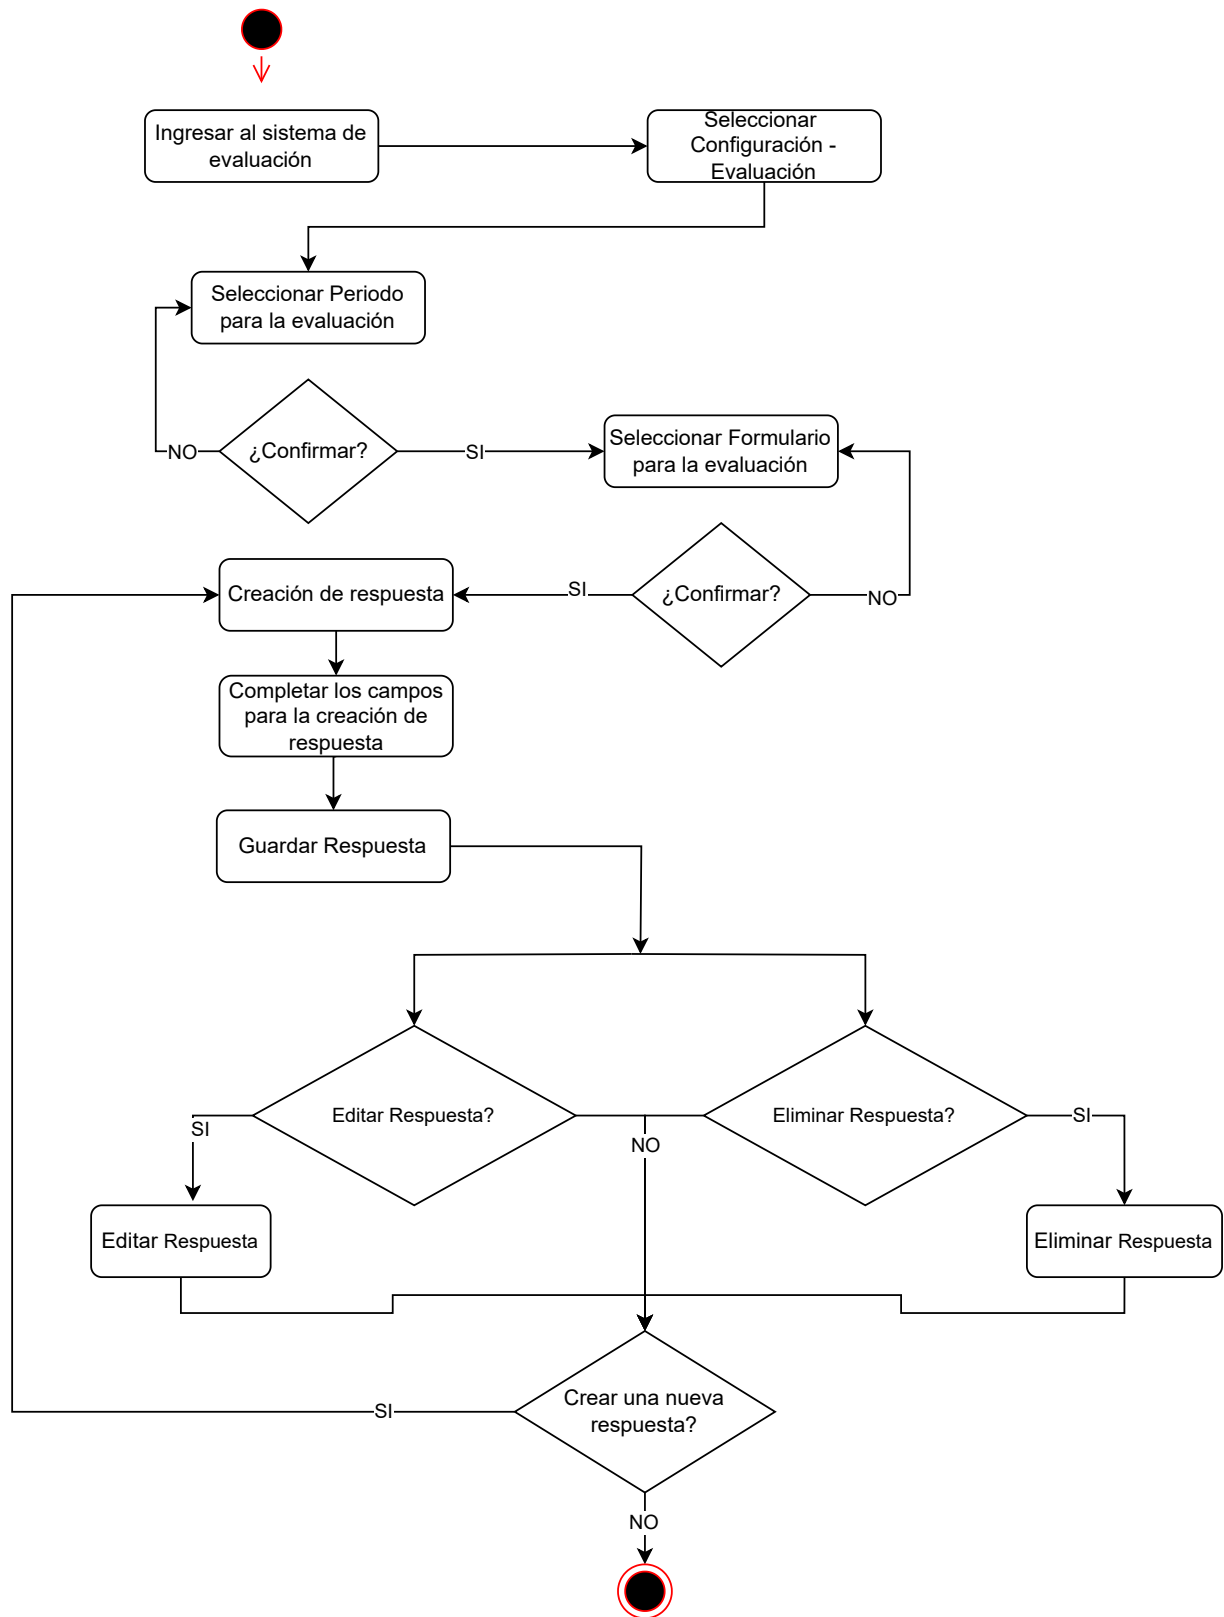 Ingresar al sistema de
evaluación
Seleccionar
Configuración -
Evaluación
Seleccionar Periodo
para la evaluación
¿Confirmar?
NO
SI
Seleccionar Formulario
para la evaluación
¿Confirmar?
SI
NO
Creación de respuesta
Completar los campos
para la creación de
respuesta
Guardar Respuesta
Editar Respuesta?
Eliminar Respuesta?
SI
NO
SI
Editar Respuesta
Eliminar Respuesta
Crear una nueva
respuesta?
SI
NO